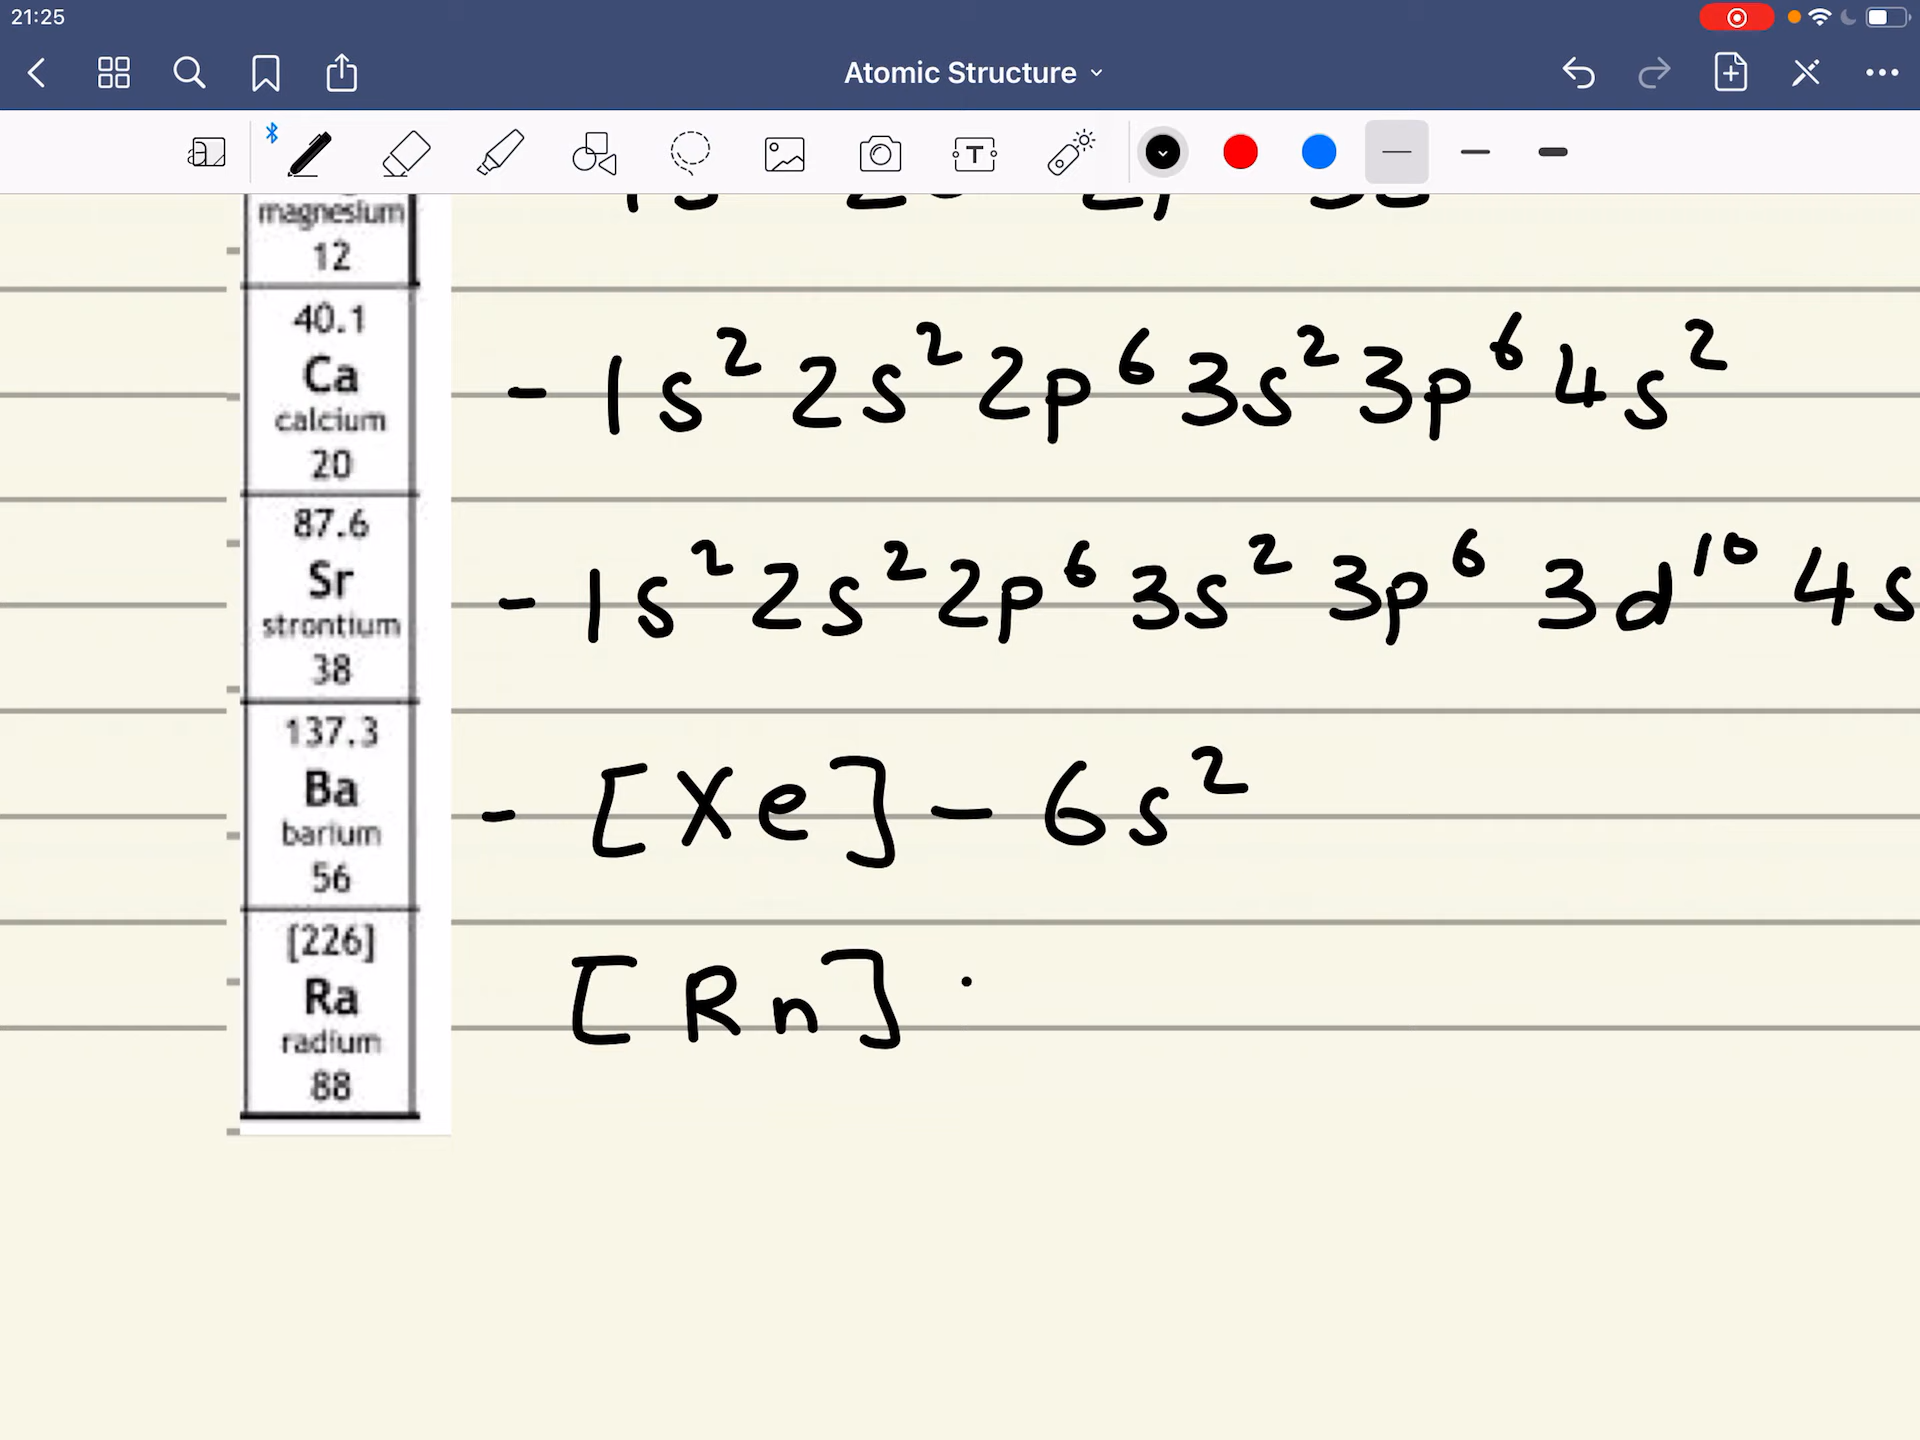 21:25
Atomic Structure
T
magnesium
12
40.1
Ca
calcium
20
- 1s² 2s² 2p⁶ 3s² 3p⁶ 4s²
87.6
Sr
strontium
38
- 1s² 2s² 2p⁶ 3s² 3p⁶ 3d¹⁰ 4s
137.3
Ba
barium
56
- [Xe] - 6s²
[226]
Ra
radium
88
[Rn] ·